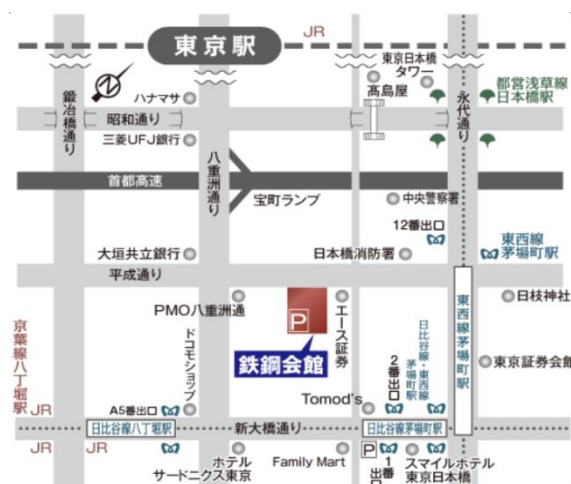 JR
東京駅
東京日本橋
タワー
髙島屋
都営浅草線
日本橋駅
鍛冶橋通り
ハナマサ
昭和通り
三菱UFJ銀行
八重洲通り
永代通り
首都高速
宝町ランプ
中央警察署
12番出口
大垣共立銀行
日本橋消防署
東西線
茅場町駅
平成通り
PMO八重洲通
P
エース証券
日枝神社
東西線茅場町駅
京葉線八丁堀駅
ドコモショップ
鉄鋼会館
2番出口
日比谷線・東西線
茅場町駅
東京証券会館
Tomod's
JR
A5番出口
日比谷線八丁堀駅
新大橋通り
日比谷線茅場町駅
JR
JR
ホテル
サードニクス東京
Family Mart
P
1番出口
スマイルホテル
東京日本橋